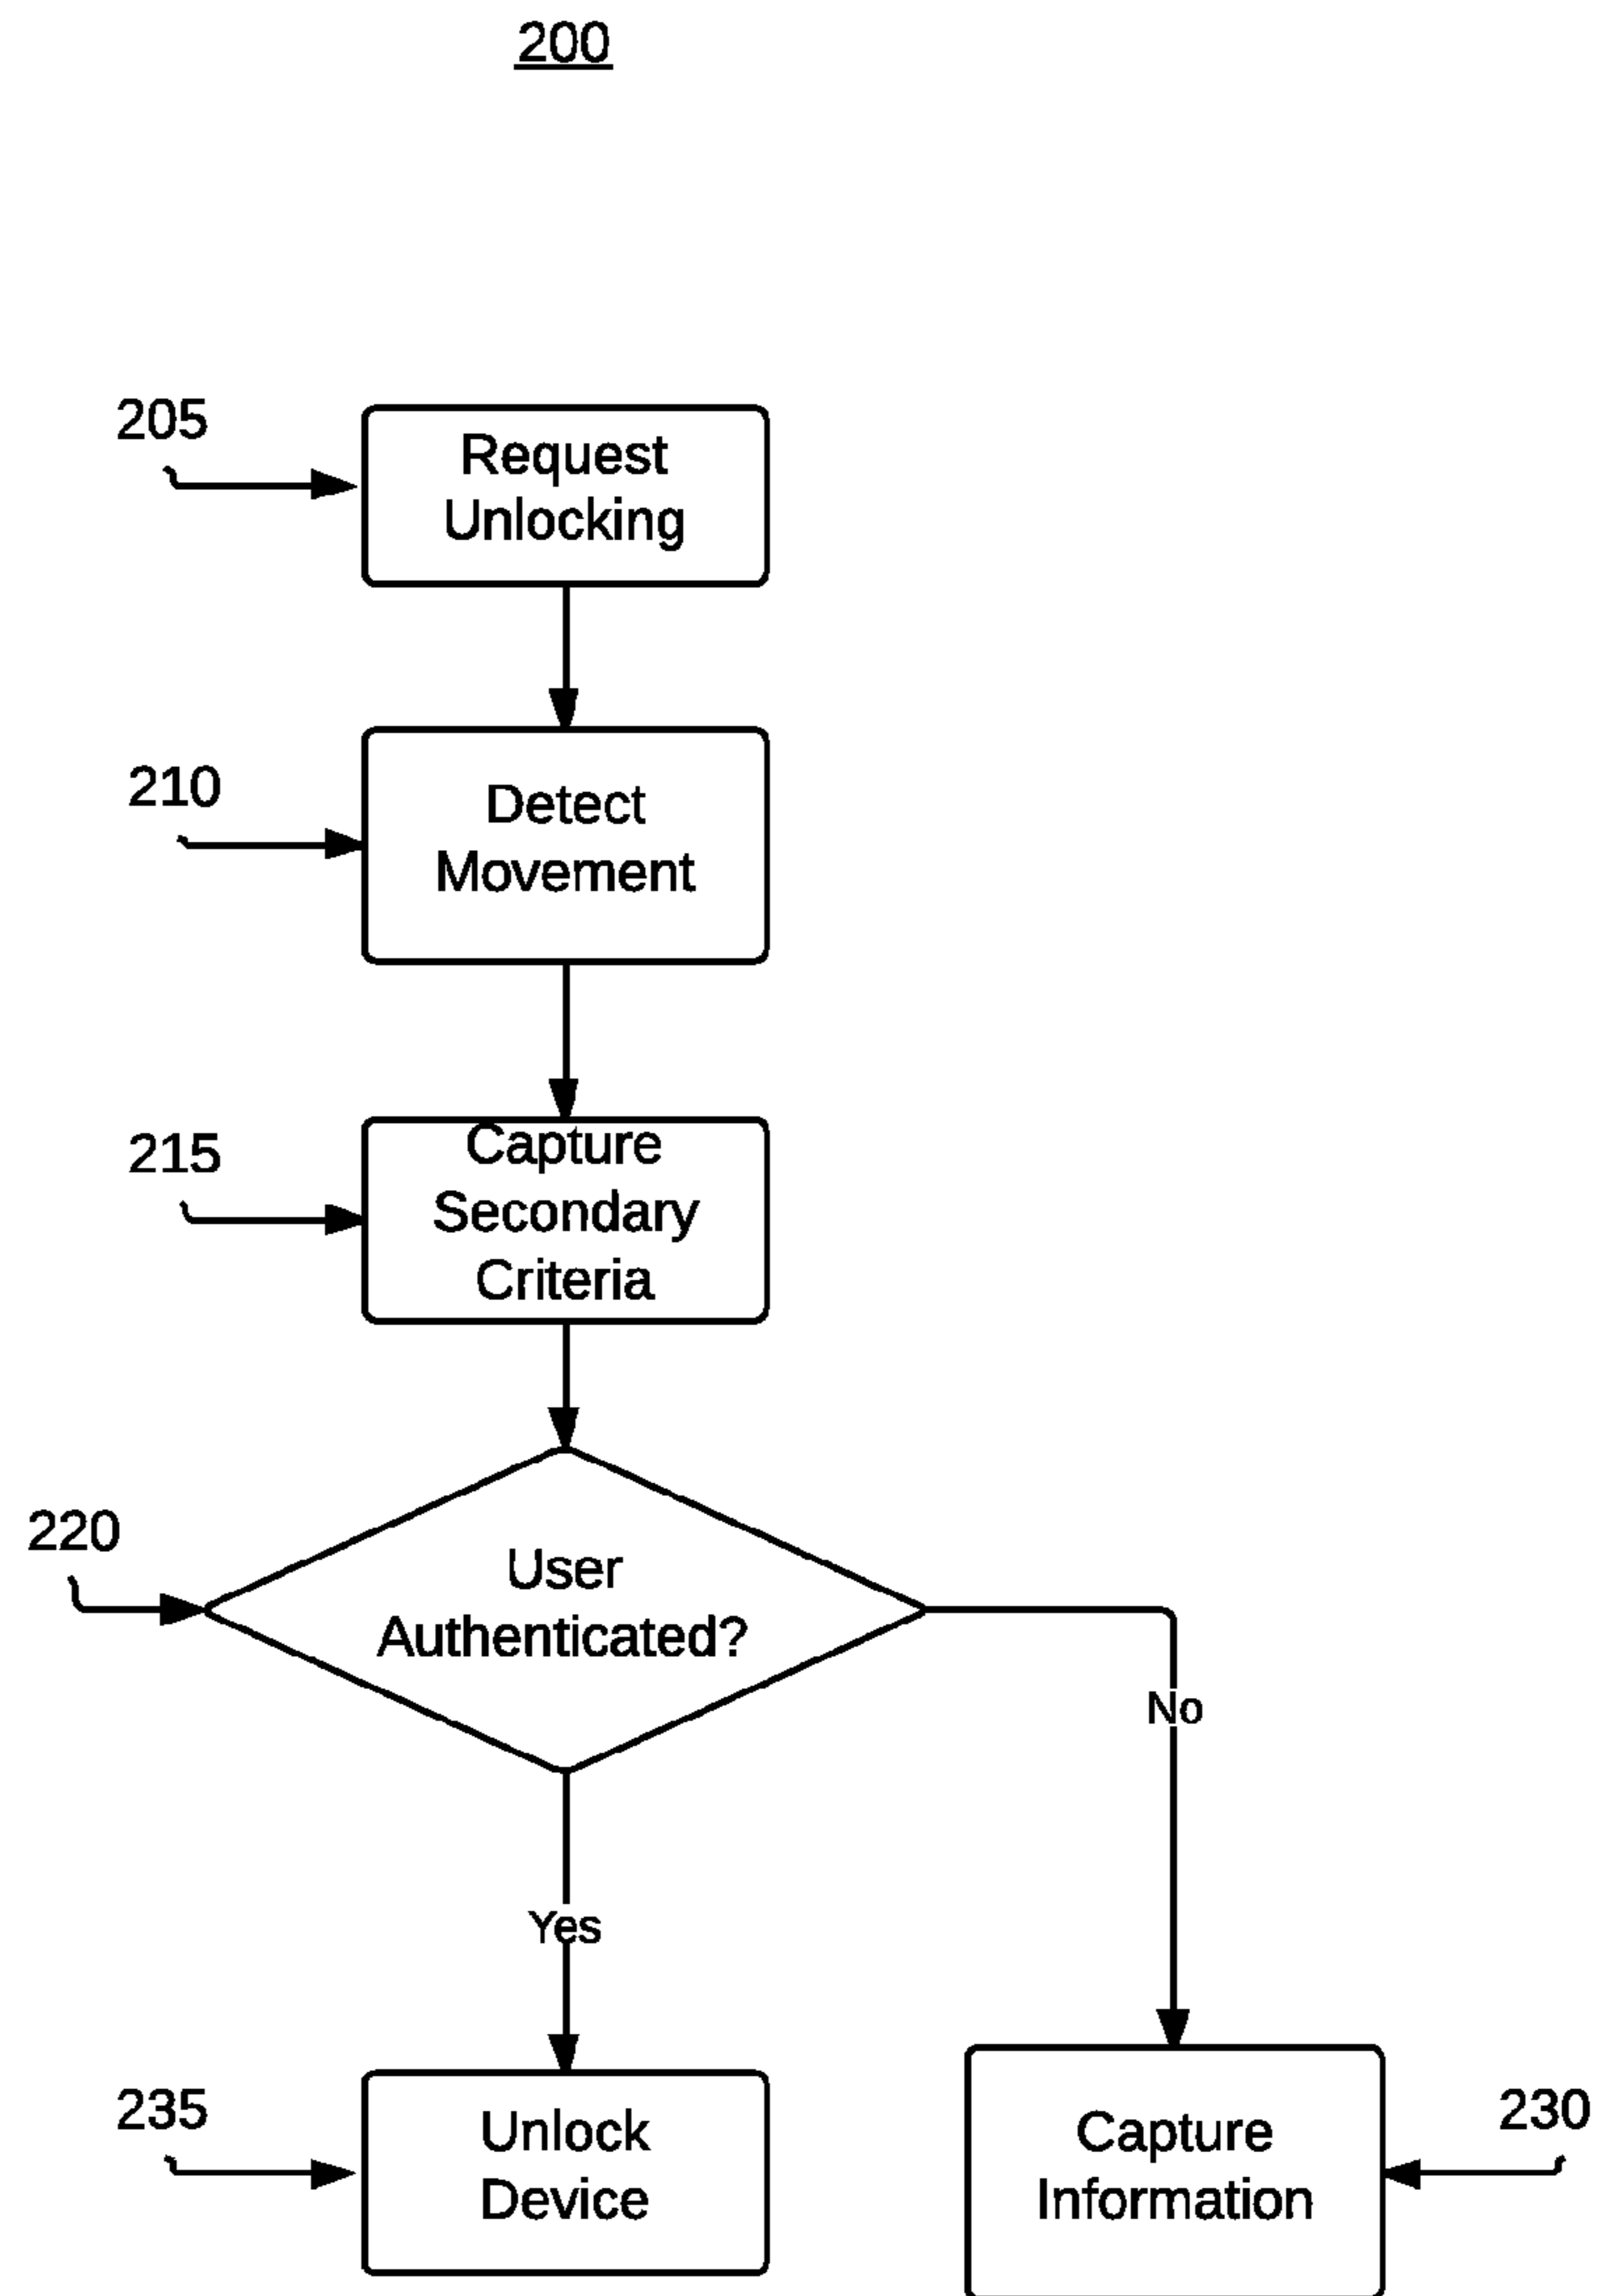 200
205
Request
Unlocking
210
Detect
Movement
215
Capture
Secondary
Criteria
220
User
Authenticated?
No
Yes
235
Unlock
Device
Capture
Information
230